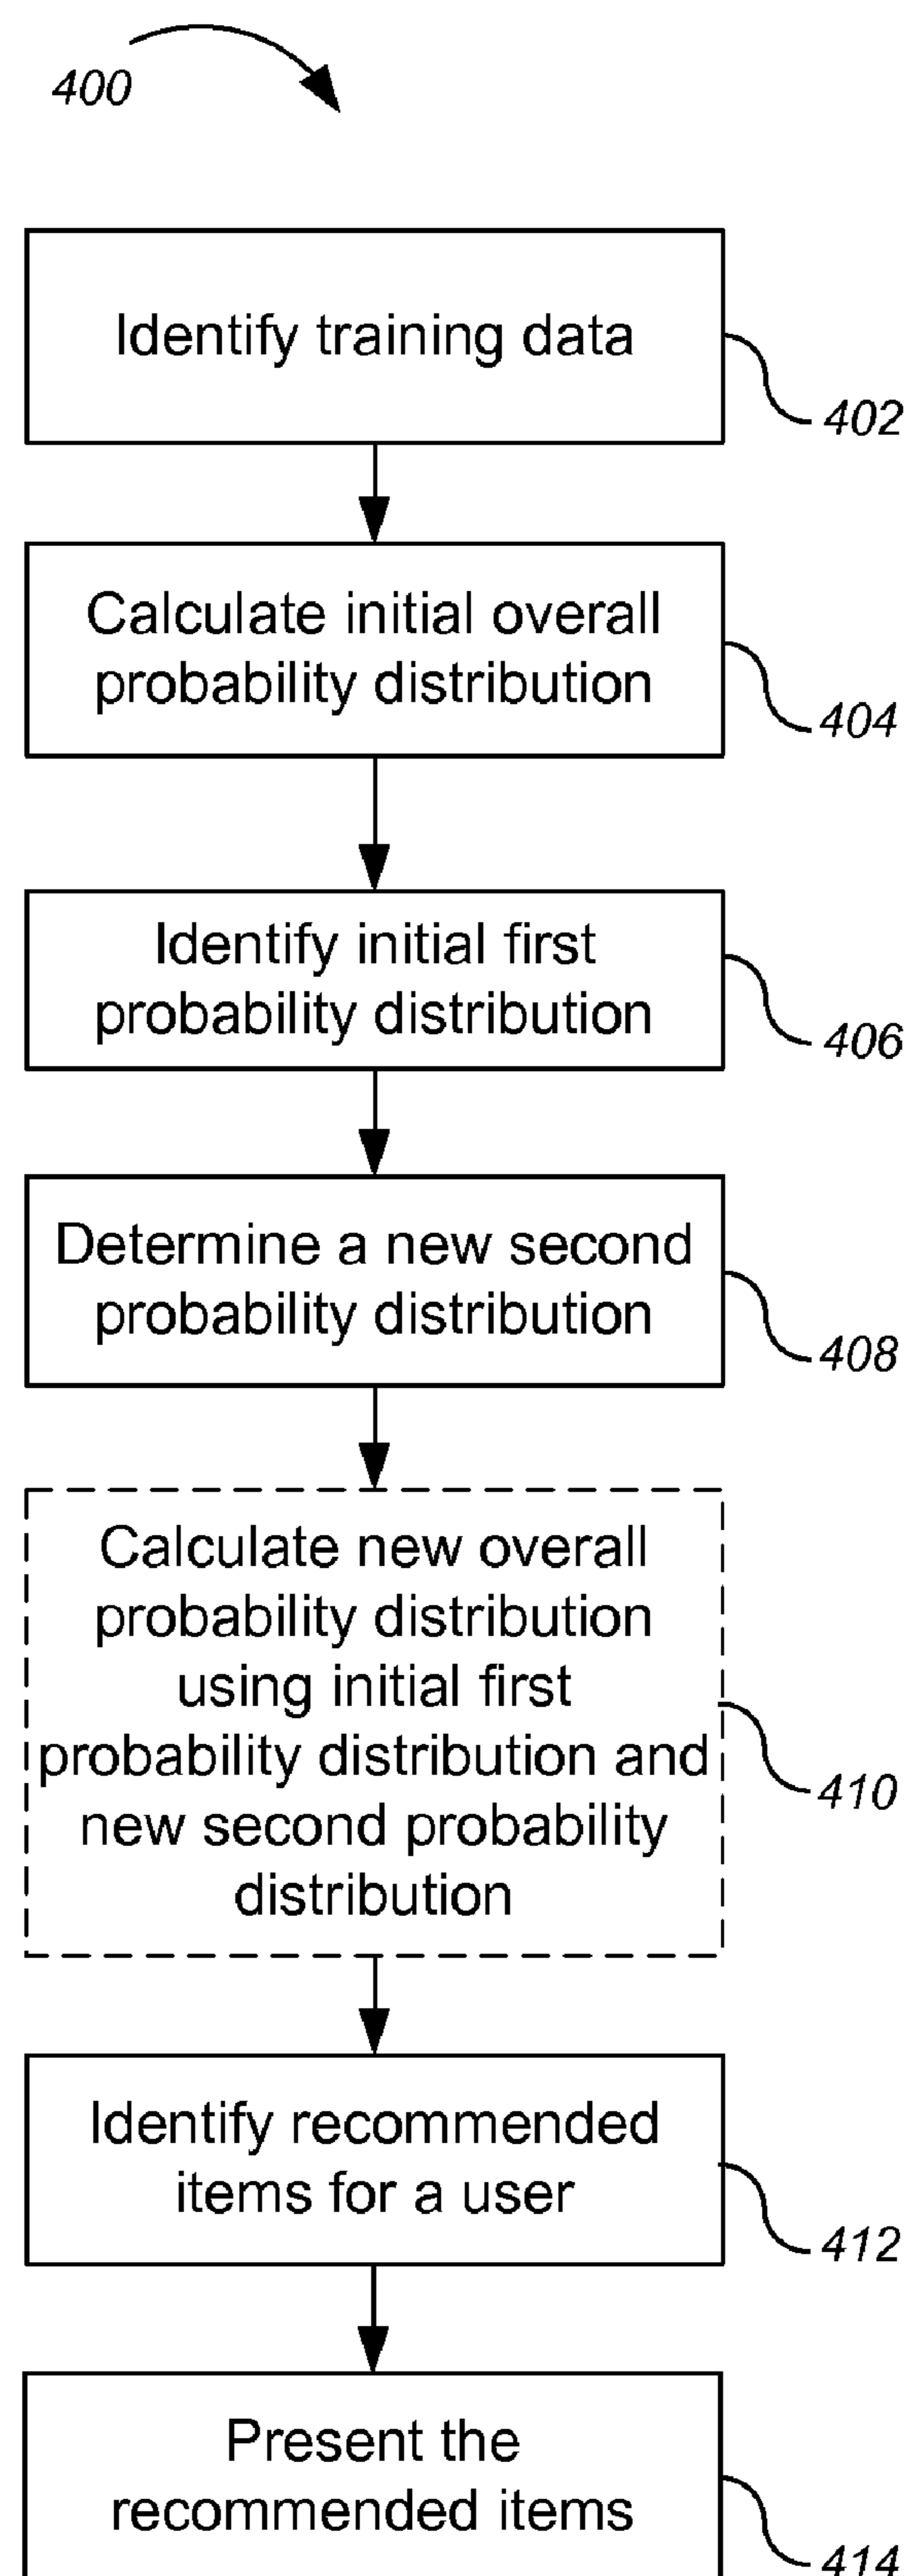 400
Identify training data
402
Calculate initial overall
probability distribution
404
Identify initial first
probability distribution
406
Determine a new second
probability distribution
408
Calculate new overall
probability distribution
using initial first
probability distribution and
new second probability
distribution
410
Identify recommended
items for a user
412
Present the
recommended items
414